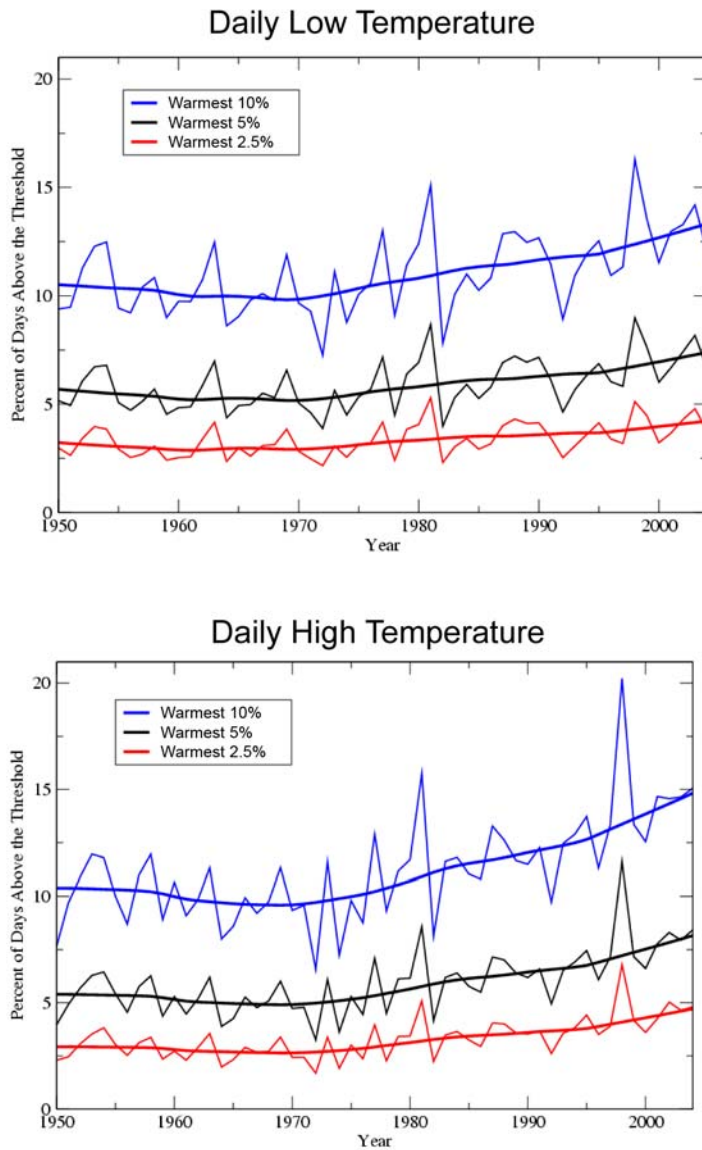 Daily Low Temperature
20
Warmest 10%
Warmest 5%
Warmest 2.5%
15
10
5
0
Percent of Days Above the Threshold
1950
1960
1970
1980
1990
2000
Year
Daily High Temperature
20
Warmest 10%
Warmest 5%
Warmest 2.5%
15
10
5
0
Percent of Days Above the Threshold
1950
1960
1970
1980
1990
2000
Year